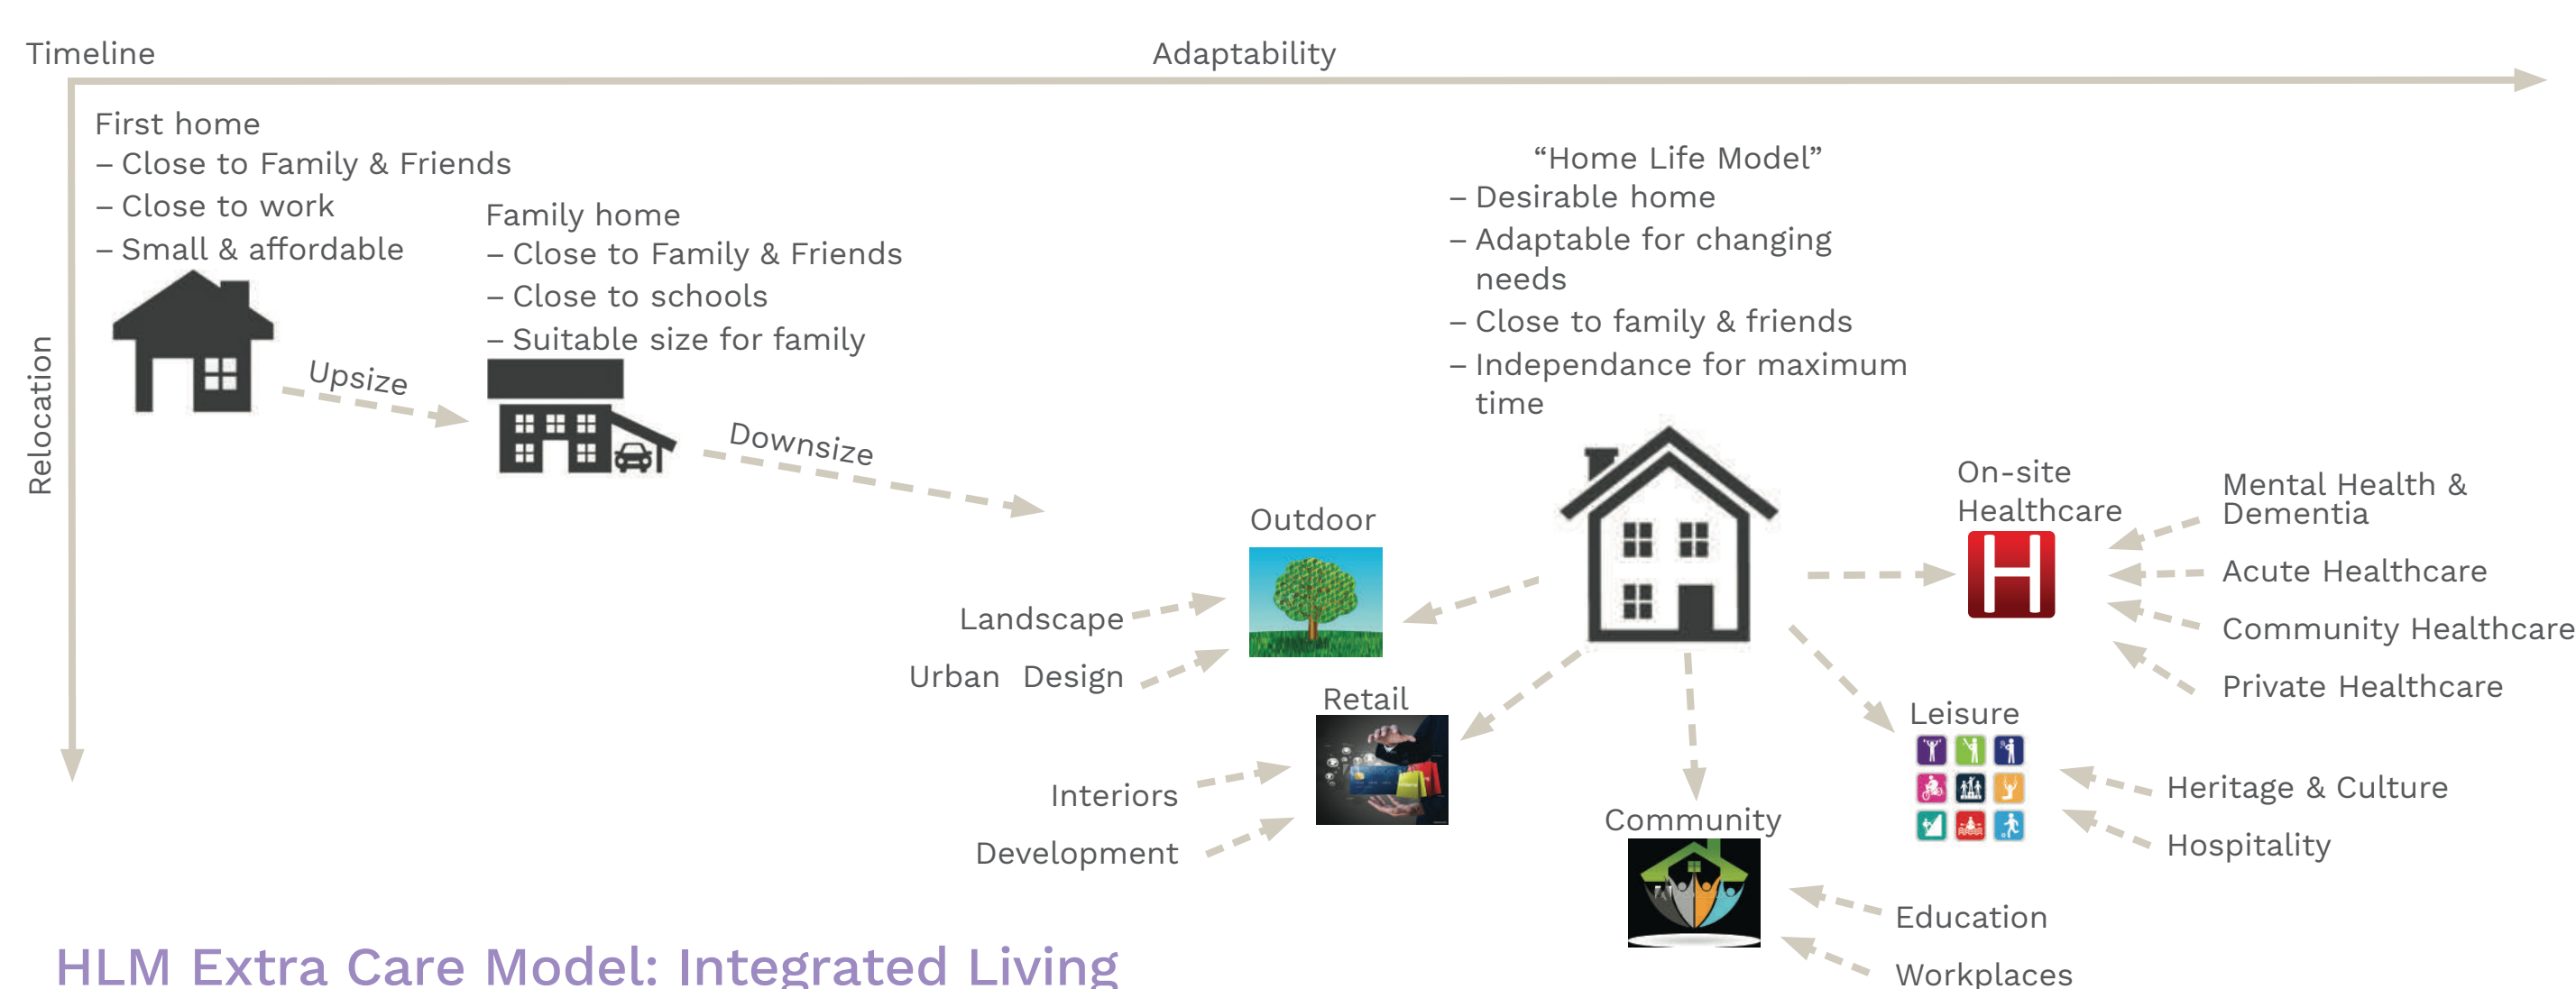 Timeline
Adaptability
Relocation
First home
– Close to Family & Friends
– Close to work
– Small & affordable
Upsize
Family home
– Close to Family & Friends
– Close to schools
– Suitable size for family
Downsize
“Home Life Model”
– Desirable home
– Adaptable for changing
needs
– Close to family & friends
– Independance for maximum
time
Outdoor
Landscape
Urban Design
Retail
Interiors
Development
Community
Education
Workplaces
On-site
Healthcare
H
Mental Health &
Dementia
Acute Healthcare
Community Healthcare
Private Healthcare
Leisure
Heritage & Culture
Hospitality
HLM Extra Care Model: Integrated Living